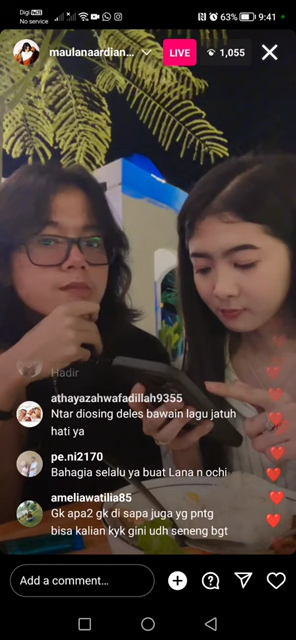 Digi VoLTE
No service
63% 9:41
maulanaardian...
LIVE
1,055
Hadir
athayazahwafadillah9355
Ntar diosing deles bawain lagu jatuh
hati ya
pe.ni2170
Bahagia selalu ya buat Lana n ochi
ameliawatilia85
Gk apa2 gk di sapa juga yg pntg
bisa kalian kyk gini udh seneng bgt
Add a comment...